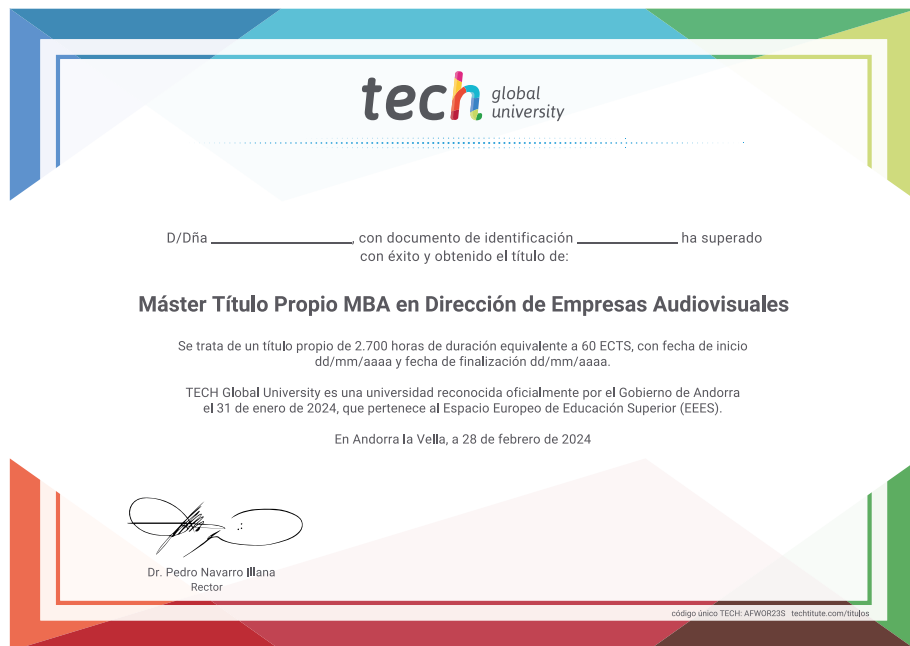 tech global university
D/Dña ______________, con documento de identificación __________ ha superado
con éxito y obtenido el título de:
Máster Título Propio MBA en Dirección de Empresas Audiovisuales
Se trata de un título propio de 2.700 horas de duración equivalente a 60 ECTS, con fecha de inicio
dd/mm/aaaa y fecha de finalización dd/mm/aaaa.
TECH Global University es una universidad reconocida oficialmente por el Gobierno de Andorra
el 31 de enero de 2024, que pertenece al Espacio Europeo de Educación Superior (EEES).
En Andorra la Vella, a 28 de febrero de 2024
Dr. Pedro Navarro Illana
Rector
código único TECH: AFWOR23S techtitute.com/titulos